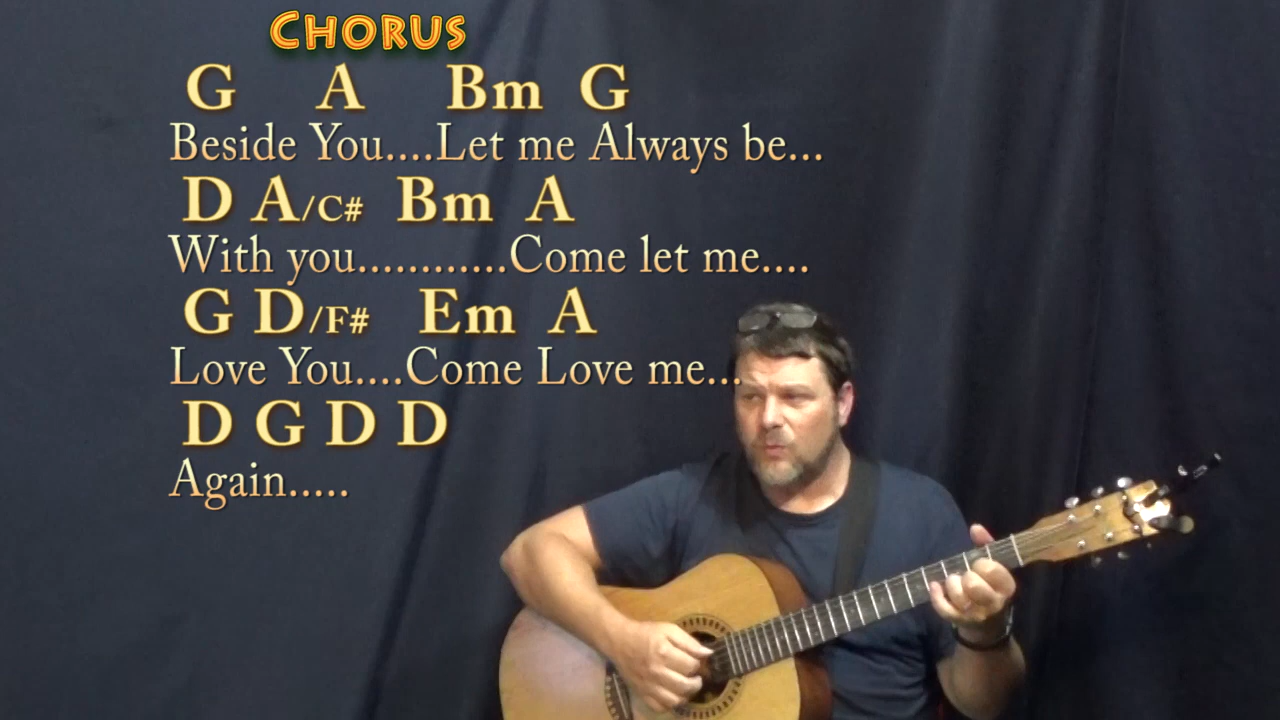 CHORUS
G A Bm G
Beside You....Let me Always be...
D A/C# Bm A
With you............Come let me....
G D/F# Em A
Love You....Come Love me...
D G D D
Again.....